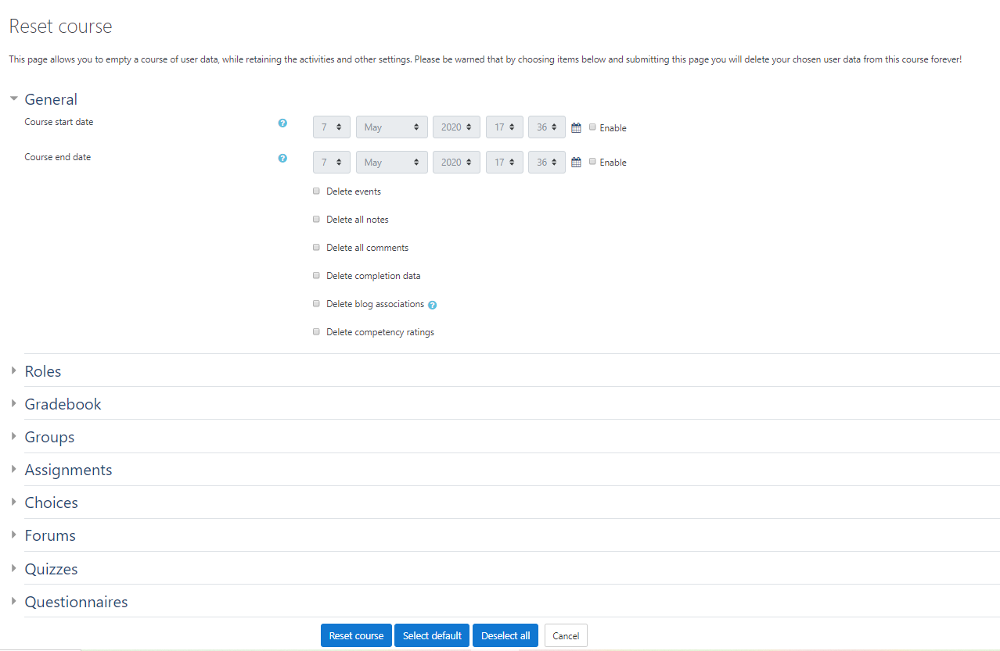 Reset course
This page allows you to empty a course of user data, while retaining the activities and other settings. Please be warned that by choosing items below and submitting this page you will delete your chosen user data from this course forever!
General
Course start date 7 May 2020 17 36 Enable
Course end date 7 May 2020 17 36 Enable
Delete events
Delete all notes
Delete all comments
Delete completion data
Delete blog associations
Delete competency ratings
Roles
Gradebook
Groups
Assignments
Choices
Forums
Quizzes
Questionnaires
Reset course Select default Deselect all Cancel